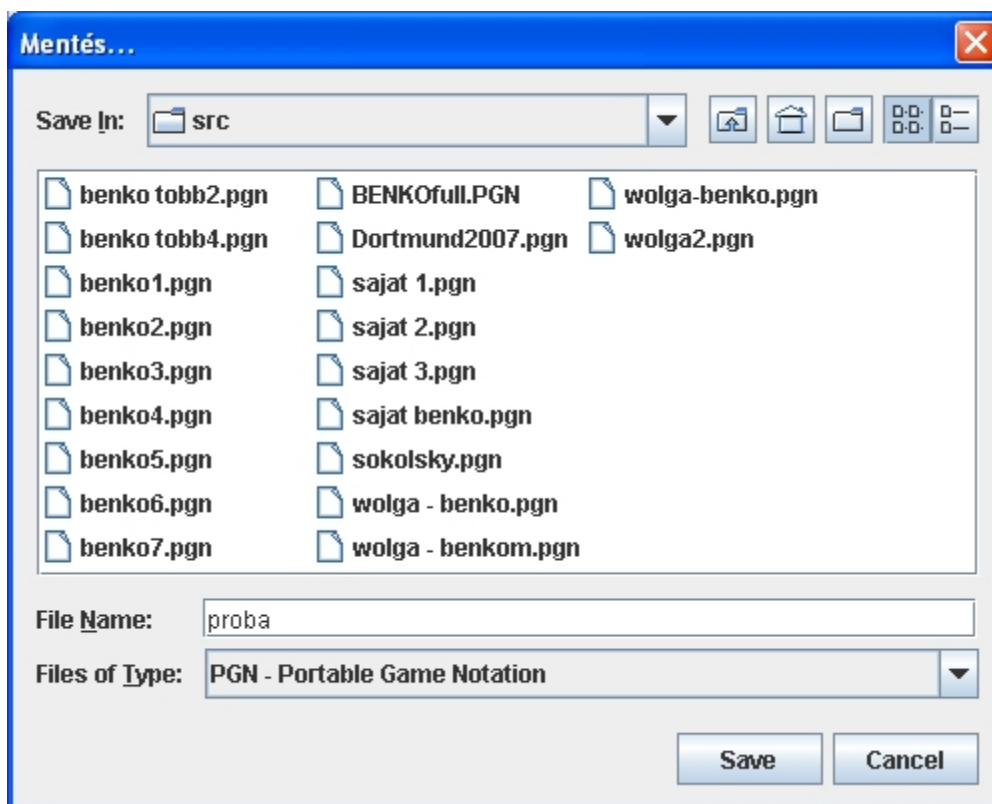 Mentés...
Save In: src
benko tobb2.pgn
benko tobb4.pgn
benko1.pgn
benko2.pgn
benko3.pgn
benko4.pgn
benko5.pgn
benko6.pgn
benko7.pgn
BENKOfull.PGN
Dortmund2007.pgn
sajat 1.pgn
sajat 2.pgn
sajat 3.pgn
sajat benko.pgn
sokolsky.pgn
wolga - benko.pgn
wolga - benkom.pgn
wolga-benko.pgn
wolga2.pgn
File Name: proba
Files of Type: PGN - Portable Game Notation
Save Cancel